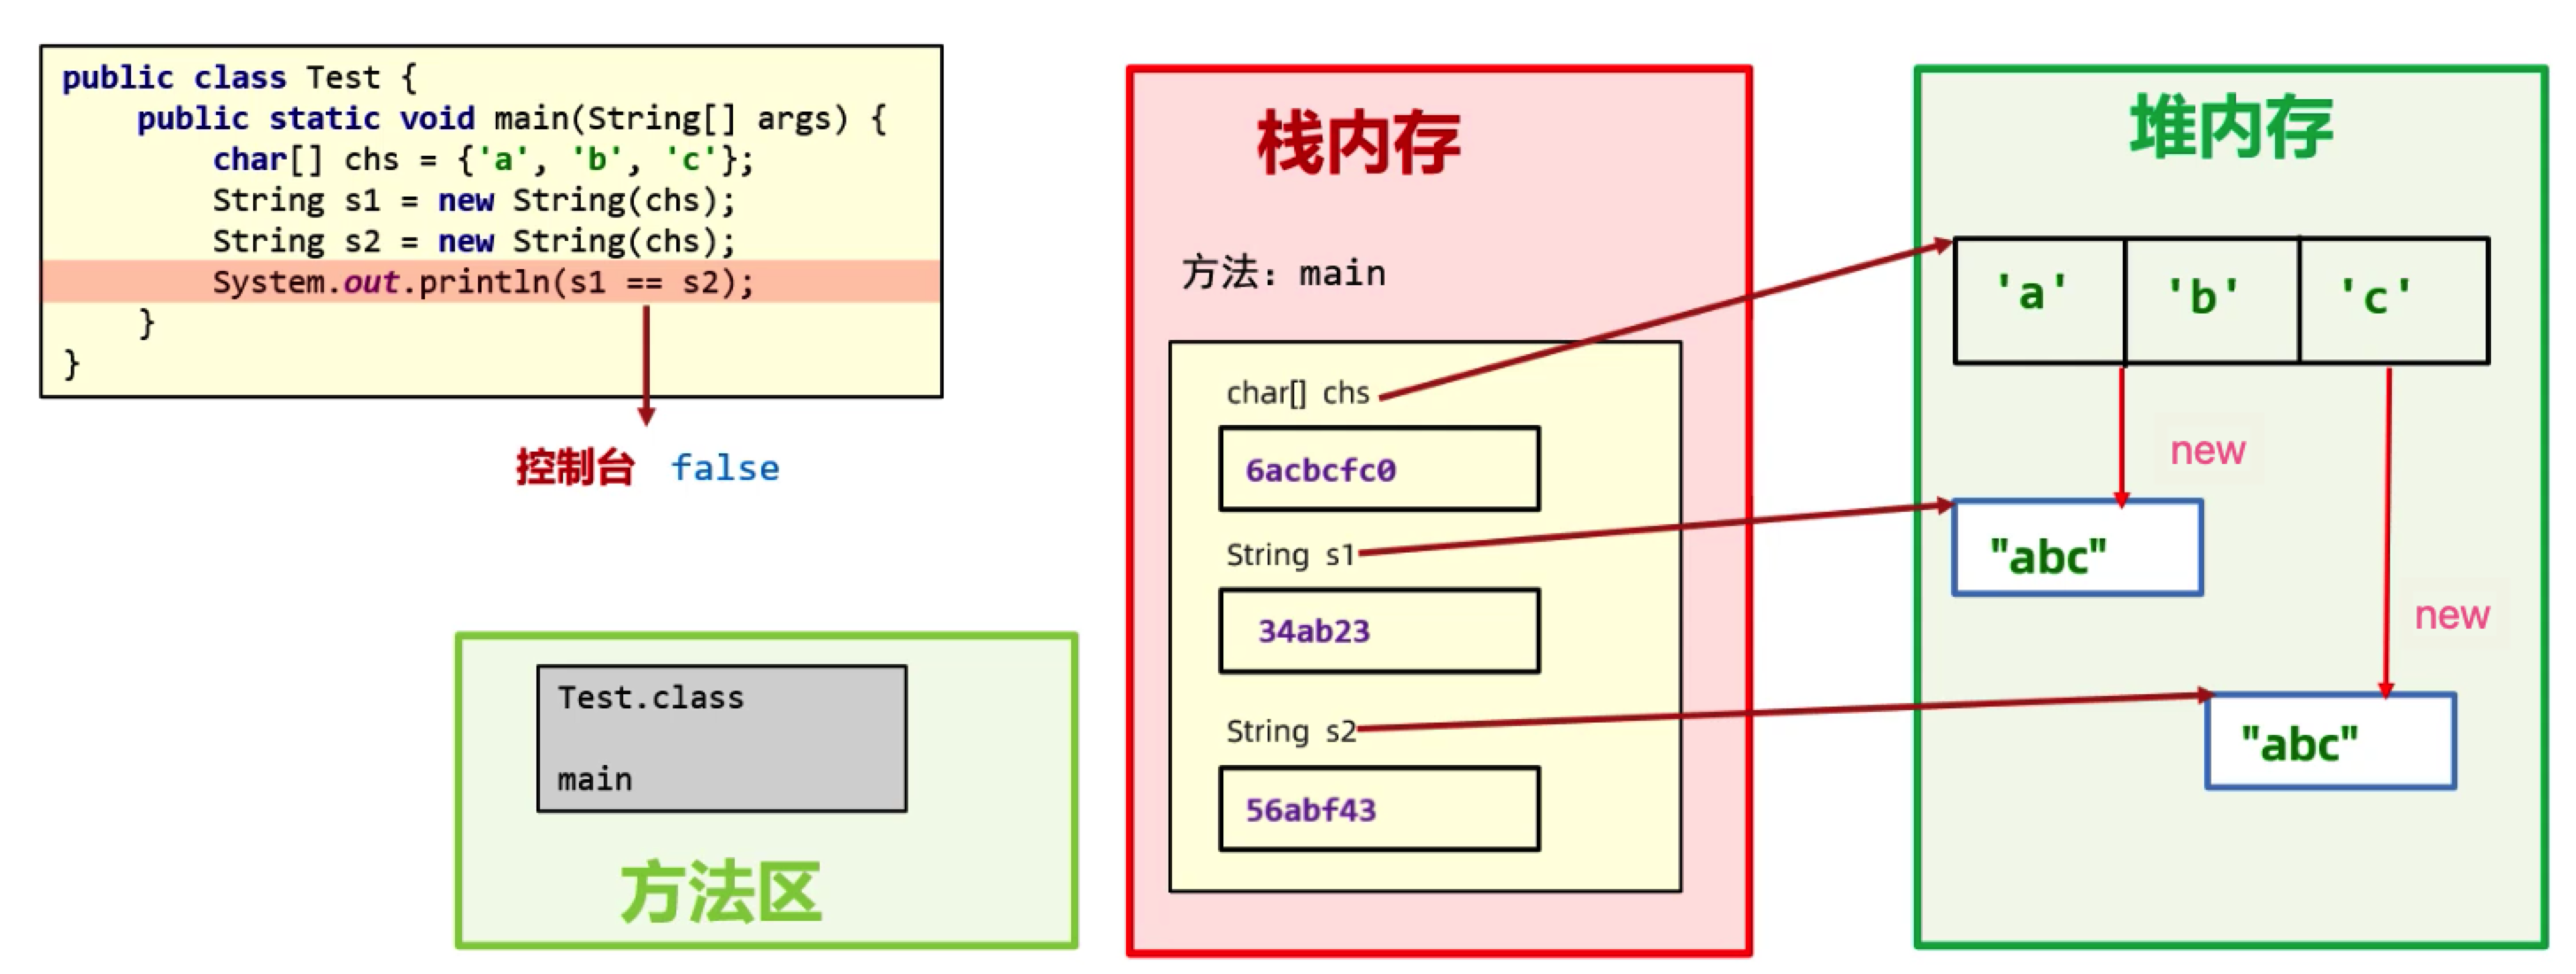 public class Test {
    public static void main(String[] args) {
        char[] chs = {'a', 'b', 'c'};
        String s1 = new String(chs);
        String s2 = new String(chs);
        System.out.println(s1 == s2);
    }
}
控制台 false
Test.class
main
方法区
栈内存
方法：main
char[] chs
6acbcfc0
String s1
34ab23
String s2
56abf43
堆内存
'a' 'b' 'c'
new
"abc"
new
"abc"